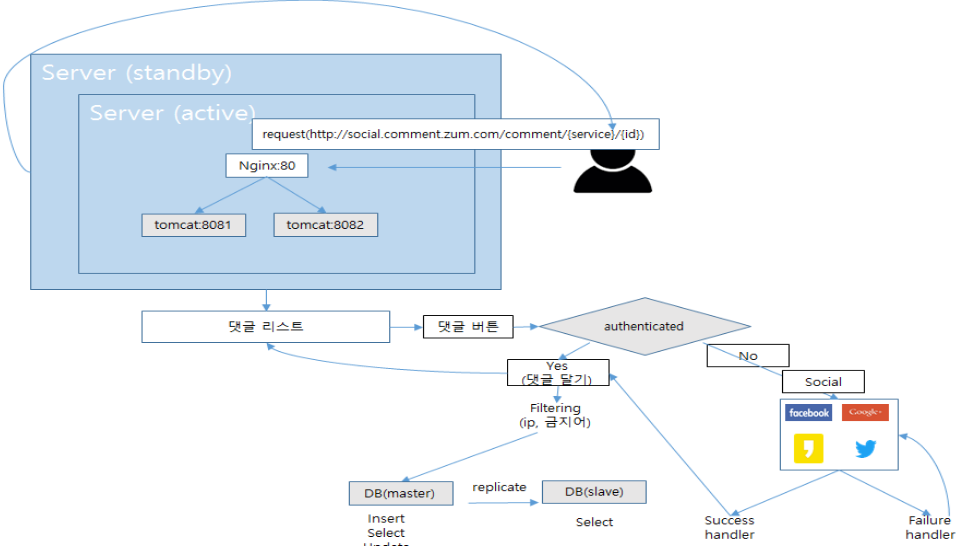 Server (standby)
Server (active)
request(http://social.comment.zum.com/comment/{service}/{id})
Nginx:80
tomcat:8081
tomcat:8082
댓글 리스트
댓글 버튼
authenticated
No
Yes
(댓글 달기)
Social
facebook
Google+
Filtering
(ip, 금지어)
DB(master)
replicate
DB(slave)
Insert
Select
Update
Select
Success
handler
Failure
handler